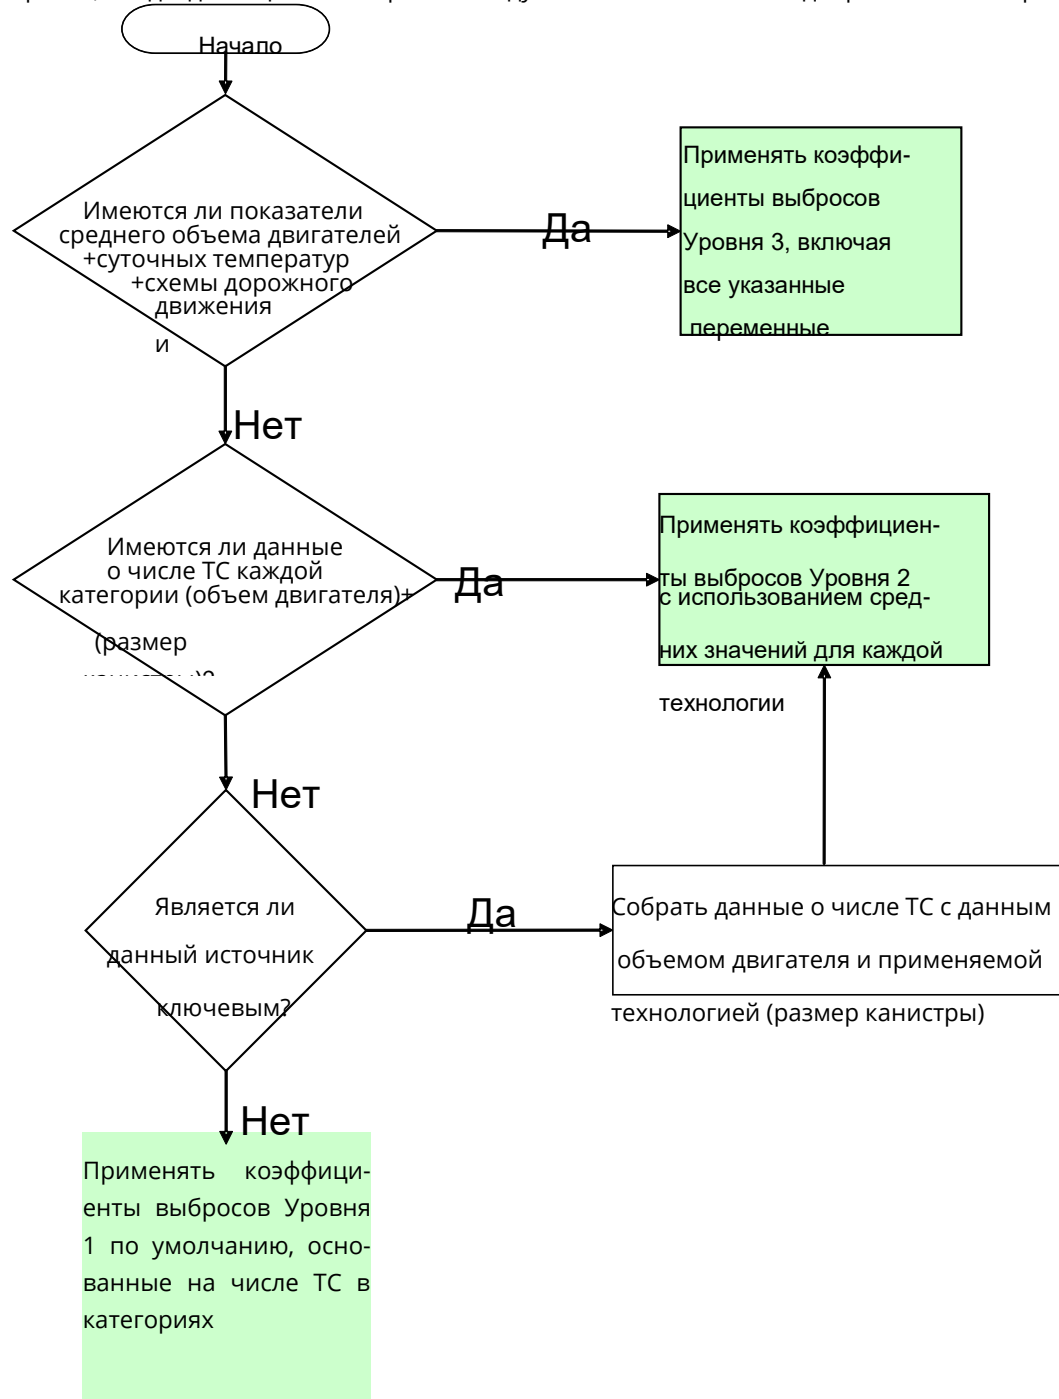 Начало
Имеются ли показатели
среднего объема двигателей
+суточных температур
+схемы дорожного
движения
и
Да
Применять коэффи-
циенты выбросов
Уровня 3, включая
все указанные
переменные
Нет
Имеются ли данные
о числе ТС каждой
категории (объем двигателя)+
(размер
Да
Применять коэффициен-
ты выбросов Уровня 2
с использованием сред-
них значений для каждой
технологии
Нет
Является ли
данный источник
ключевым?
Да
Собрать данные о числе ТС с данным
объемом двигателя и применяемой
технологией (размер канистры)
Нет
Применять коэффици-
енты выбросов Уровня
1 по умолчанию, осно-
ванные на числе ТС в
категориях